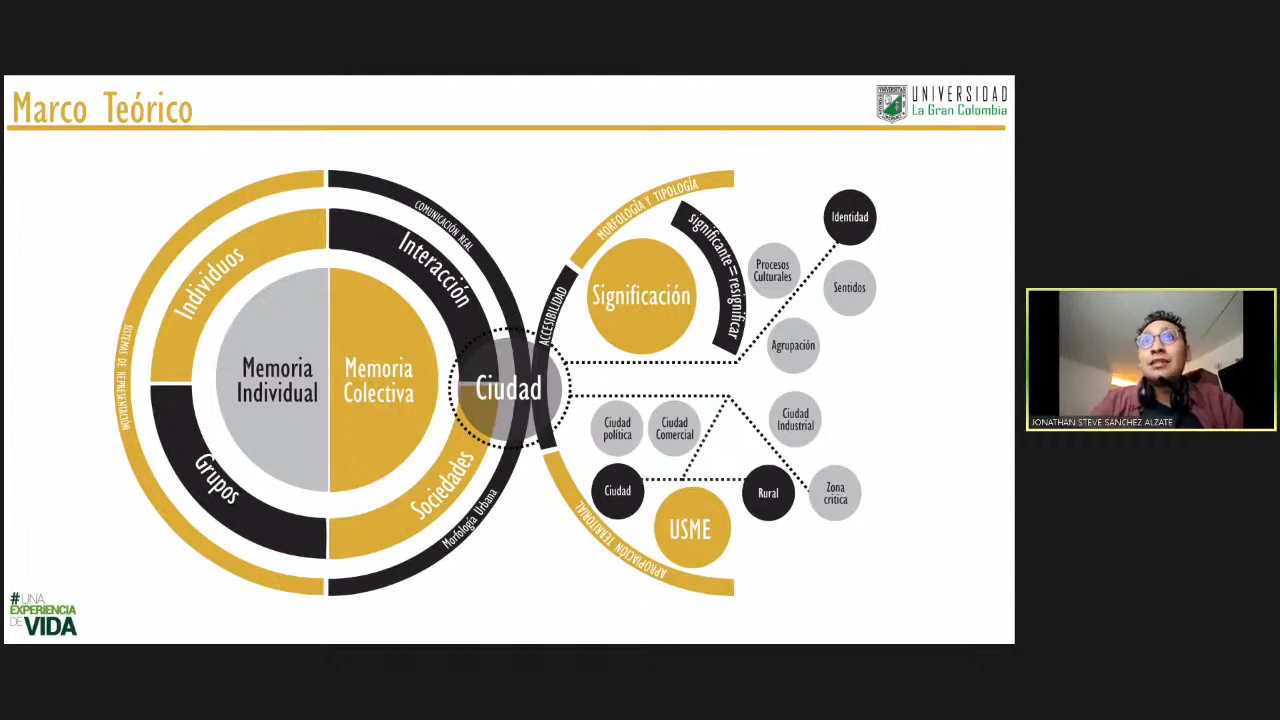 Marco Teórico
UNIVERSIDAD
La Gran Colombia
SISTEMS DE REPRESENTACIÓN
COMUNICACIÓN REAL
Individuos
Interacción
Memoria
Individual
Memoria
Colectiva
Grupos
Sociedades
Morfología Urbana
Ciudad
ACCESIBILIDAD
MORFOLOGÍA Y TIPOLOGÍA
Significación
significante=resignificar
Identidad
Procesos
Culturales
Sentidos
Agrupación
Ciudad
política
Ciudad
Comercial
Ciudad
Industrial
Ciudad
USME
Rural
Zona
crítica
APROPIACIÓN TERRITORIAL
#UNA
EXPERIENCIA
DE VIDA
JONATHAN STEVE SANCHEZ ALZATE